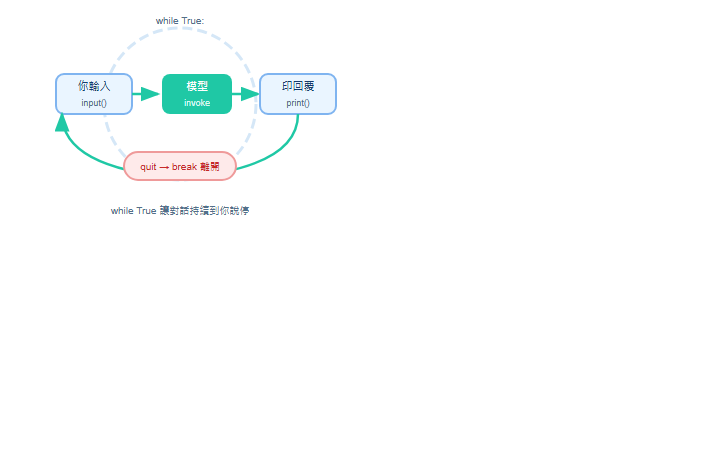 while True:
你輸入
input()
模型
invoke
印回覆
print()
quit → break 離開
while True 讓對話持續到你說停